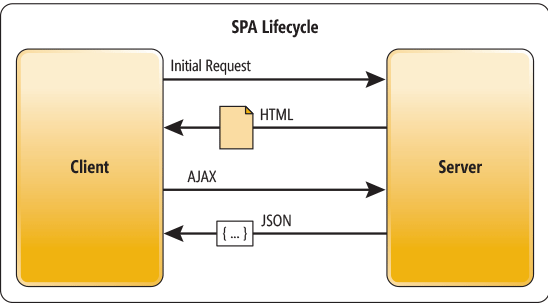 SPA Lifecycle
Initial Request
HTML
Client
Server
AJAX
JSON
{ ... }